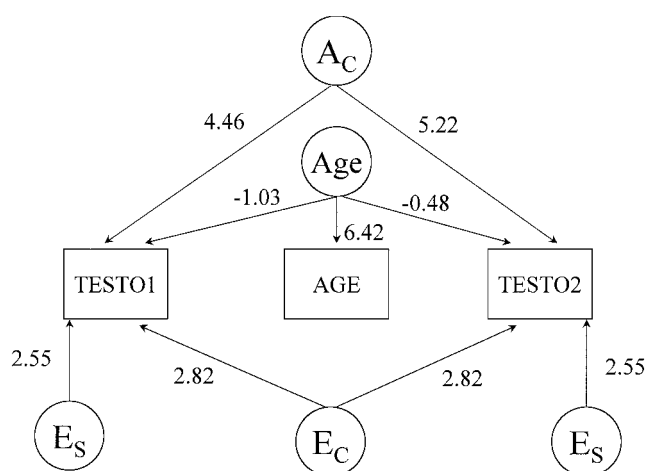 A_C
4.46 5.22
Age
-1.03 -0.48
6.42
TESTO1 AGE TESTO2
2.55 2.82 2.82 2.55
E_S E_C E_S